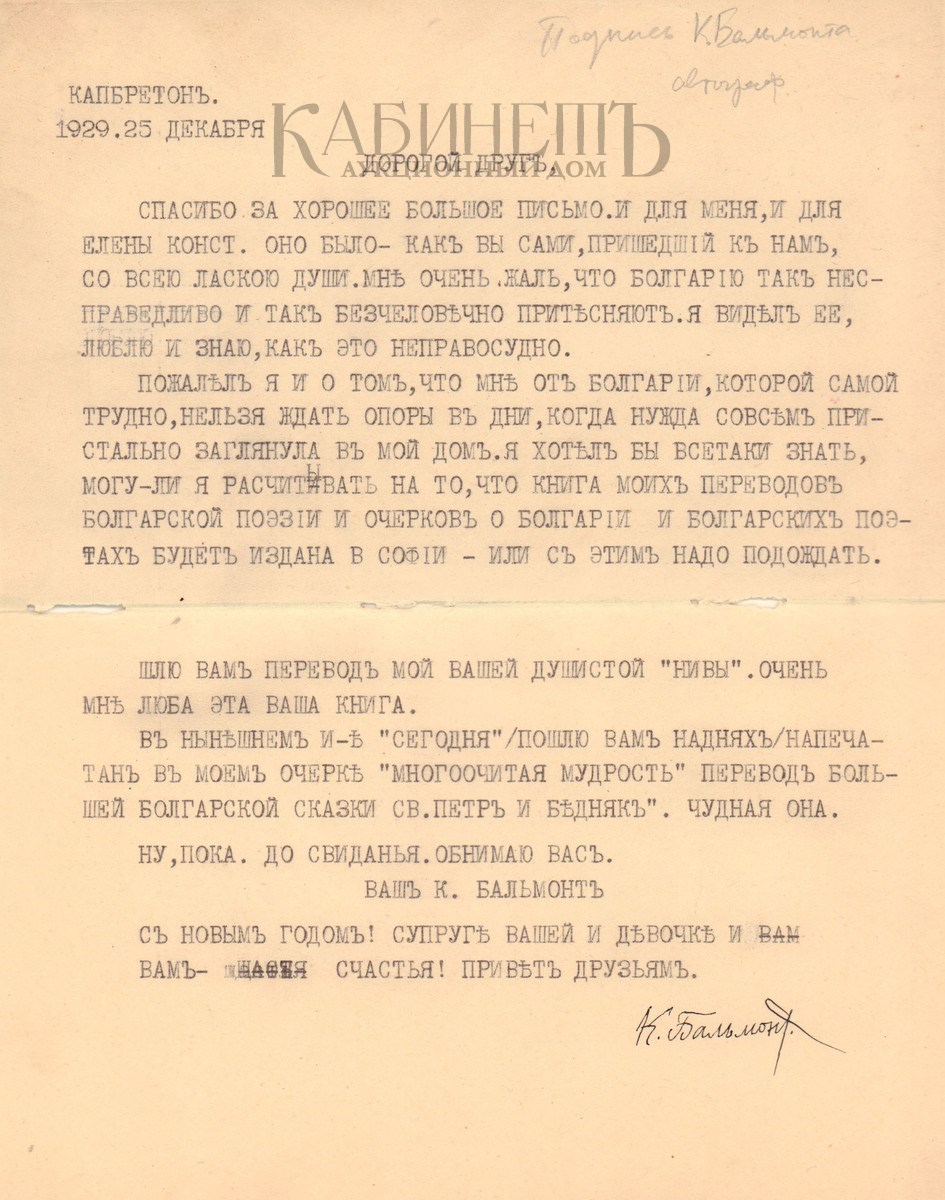 Подпись К. Бальмонта
автограф
КАПБРЕТОНЪ.
1929.25 ДЕКАБРЯ
КАБИНЕТЪ
АУКЦИОННЫЙ ДОМ
ДОРОГОЙ ДРУГЪ,
СПАСИБО ЗА ХОРОШЕЕ БОЛЬШОЕ ПИСЬМО.И ДЛЯ МЕНЯ,И ДЛЯ
ЕЛЕНЫ КОНСТ. ОНО БЫЛО- КАКЪ ВЫ САМИ,ПРИШЕДШІЙ КЪ НАМЪ,
СО ВСЕЮ ЛАСКОЮ ДУШИ.МНѢ ОЧЕНЬ ЖАЛЬ,ЧТО БОЛГАРІЮ ТАКЪ НЕС-
ПРАВЕДЛИВО И ТАКЪ БЕЗЧЕЛОВѢЧНО ПРИТѢСНЯЮТЪ.Я ВИДѢЛЪ ЕЕ,
ЛЮБЛЮ И ЗНАЮ,КАКЪ ЭТО НЕПРАВОСУДНО.
ПОЖАЛѢЛЪ Я И О ТОМЪ,ЧТО МНѢ ОТЪ БОЛГАРІИ,КОТОРОЙ САМОЙ
ТРУДНО,НЕЛЬЗЯ ЖДАТЬ ОПОРЫ ВЪ ДНИ,КОГДА НУЖДА СОВСѢМЪ ПРИ-
СТАЛЬНО ЗАГЛЯНУЛА ВЪ МОЙ ДОМЪ.Я ХОТѢЛЪ БЫ ВСЕТАКИ ЗНАТЬ,
МОГУ-ЛИ Я РАСЧИТЫВАТЬ НА ТО,ЧТО КНИГА МОИХЪ ПЕРЕВОДОВЪ
БОЛГАРСКОЙ ПОЭЗІИ И ОЧЕРКОВЪ О БОЛГАРІИ И БОЛГАРСКИХЪ ПОЭ-
ТАХЪ БУДЕТЪ ИЗДАНА В СОФІИ - ИЛИ СЪ ЭТИМЪ НАДО ПОДОЖДАТЬ.
ШЛЮ ВАМЪ ПЕРЕВОДЪ МОЙ ВАШЕЙ ДУШИСТОЙ "НИВЫ".ОЧЕНЬ
МНѢ ЛЮБА ЭТА ВАША КНИГА.
ВЪ НЫНѢШНЕМЪ И-Ѣ "СЕГОДНЯ"/ПОШЛЮ ВАМЪ НАДНЯХЪ/НАПЕЧА-
ТАНЪ ВЪ МОЕМЪ ОЧЕРКѢ "МНОГООЧИТАЯ МУДРОСТЬ" ПЕРЕВОДЪ БОЛЬ-
ШЕЙ БОЛГАРСКОЙ СКАЗКИ СВ.ПЕТРЪ И БѢДНЯКЪ". ЧУДНАЯ ОНА.
НУ,ПОКА. ДО СВИДАНЬЯ.ОБНИМАЮ ВАСЪ.
ВАШЪ К. БАЛЬМОНТЪ
СЪ НОВЫМЪ ГОДОМЪ! СУПРУГѢ ВАШЕЙ И ДѢВОЧКѢ И ВАМ
ВАМЪ- СЧАСТЬЯ! ПРИВѢТЪ ДРУЗЬЯМЪ.
К. Бальмонт.